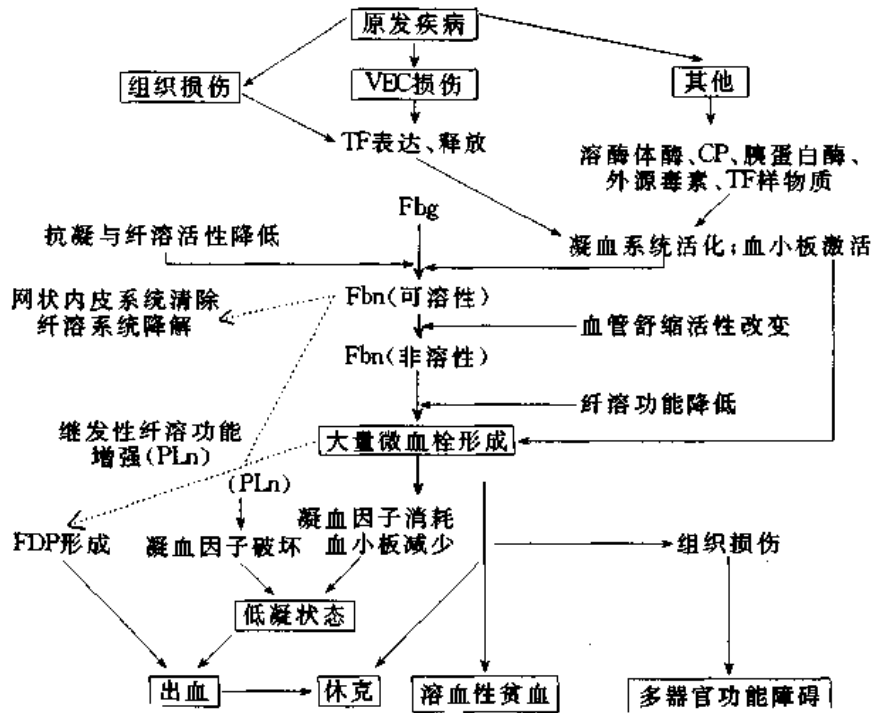 原发疾病
组织损伤
VEC损伤
其他
TF表达、释放
溶酶体酶、CP、胰蛋白酶、
外源毒素、TF样物质
Fbg
抗凝与纤溶活性降低
凝血系统活化;血小板激活
网状内皮系统清除
纤溶系统降解
Fbn(可溶性)
血管舒缩活性改变
Fbn(非溶性)
纤溶功能降低
继发性纤溶功能
增强(PLn)
大量微血栓形成
(PLn)
凝血因子消耗
血小板减少
FDP形成
凝血因子破坏
组织损伤
低凝状态
出血
休克
溶血性贫血
多器官功能障碍